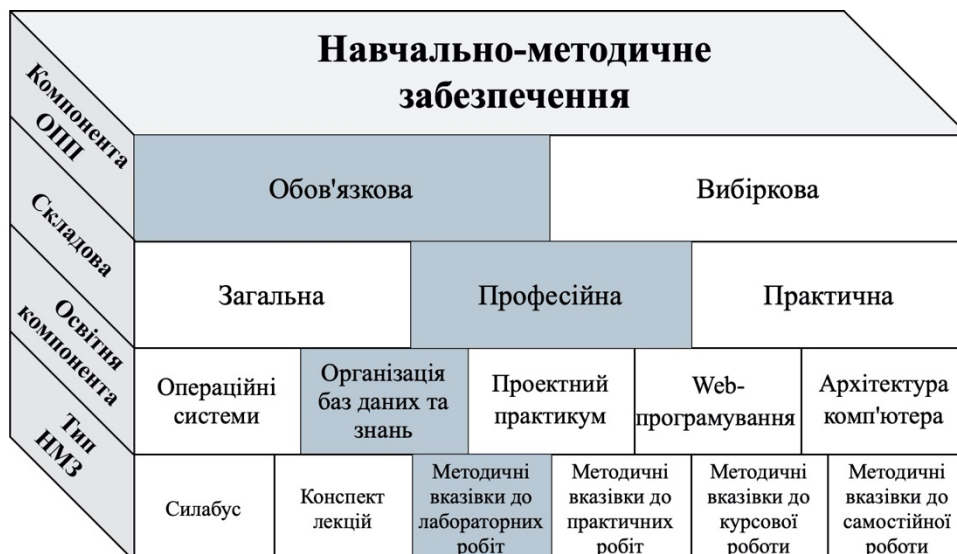 Навчально-методичне
забезпечення
Компонента
ОПП
Обов'язкова
Вибіркова
Складова
Загальна
Професійна
Практична
Освітня
компонента
Операційні
системи
Організація
баз даних та
знань
Проектний
практикум
Web-
програмування
Архітектура
комп'ютера
Тип
НМЗ
Силабус
Конспект
лекцій
Методичні
вказівки до
лабораторних
робіт
Методичні
вказівки до
практичних
робіт
Методичні
вказівки до
курсової
роботи
Методичні
вказівки до
самостійної
роботи